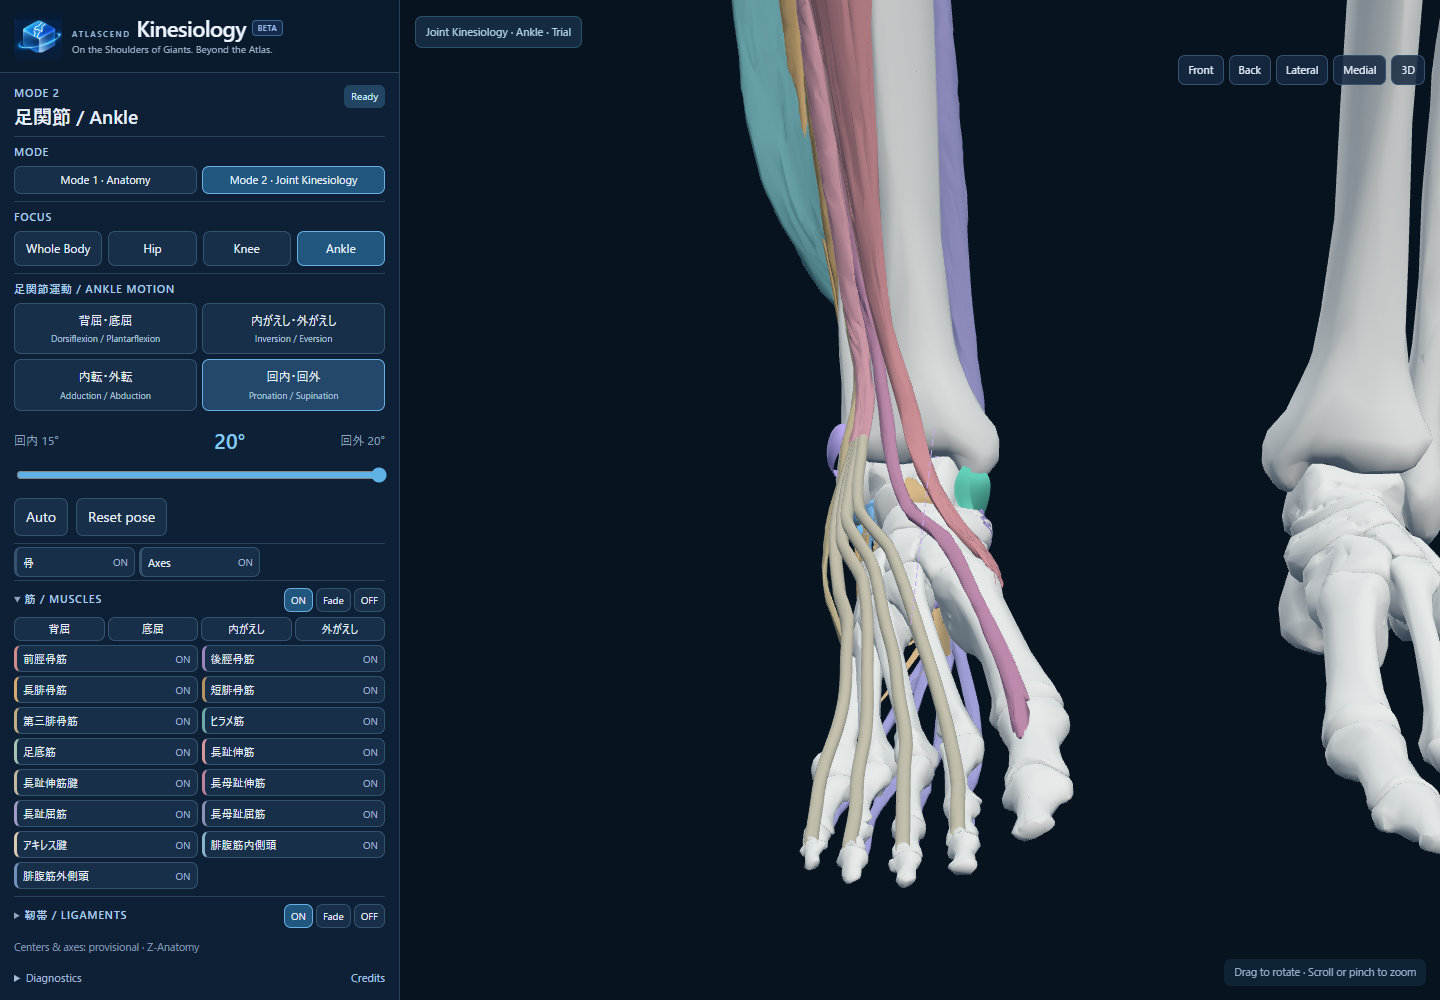 ATLASCEND Kinesiology BETA
On the Shoulders of Giants. Beyond the Atlas.
MODE 2
足関節 / Ankle
Ready
MODE
Mode 1 · Anatomy
Mode 2 · Joint Kinesiology
FOCUS
Whole Body
Hip
Knee
Ankle
足関節運動 / ANKLE MOTION
背屈・底屈
Dorsiflexion / Plantarflexion
内がえし・外がえし
Inversion / Eversion
内転・外転
Adduction / Abduction
回内・回外
Pronation / Supination
回内 15°
20°
回外 20°
Auto
Reset pose
骨 ON
Axes ON
▼ 筋 / MUSCLES
ON
Fade
OFF
背屈
底屈
内がえし
外がえし
前脛骨筋 ON
後脛骨筋 ON
長腓骨筋 ON
短腓骨筋 ON
第三腓骨筋 ON
ヒラメ筋 ON
足底筋 ON
長趾伸筋 ON
長趾伸筋腱 ON
長母趾伸筋 ON
長趾屈筋 ON
長母趾屈筋 ON
アキレス腱 ON
腓腹筋内側頭 ON
腓腹筋外側頭 ON
▶ 靭帯 / LIGAMENTS
ON
Fade
OFF
Centers & axes: provisional · Z-Anatomy
▶ Diagnostics
Credits
Joint Kinesiology · Ankle · Trial
Front
Back
Lateral
Medial
3D
Drag to rotate · Scroll or pinch to zoom